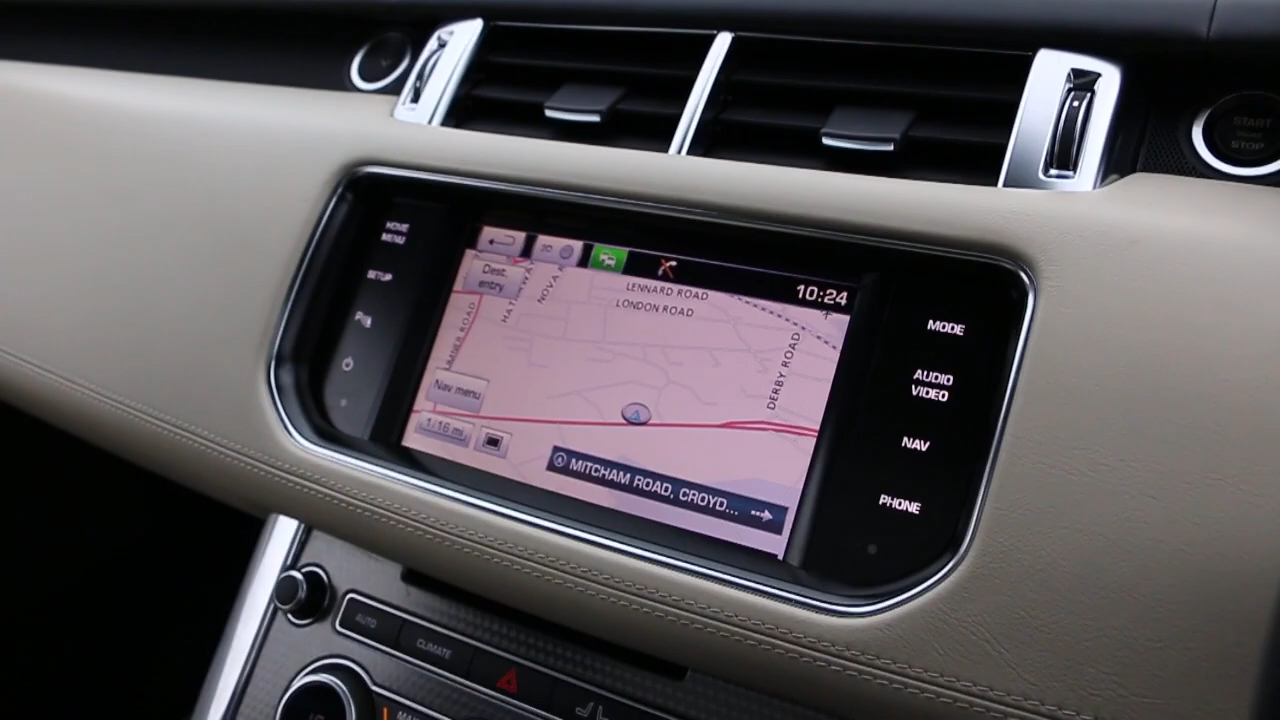 START
STOP
HOME
MENU
SETUP
Dest.
entry
NOVA
LENNARD ROAD
LONDON ROAD
10:24
DERBY ROAD
Nav menu
1/16 mi
MITCHAM ROAD, CROYD...
MODE
AUDIO
VIDEO
NAV
PHONE
AUTO
CLIMATE